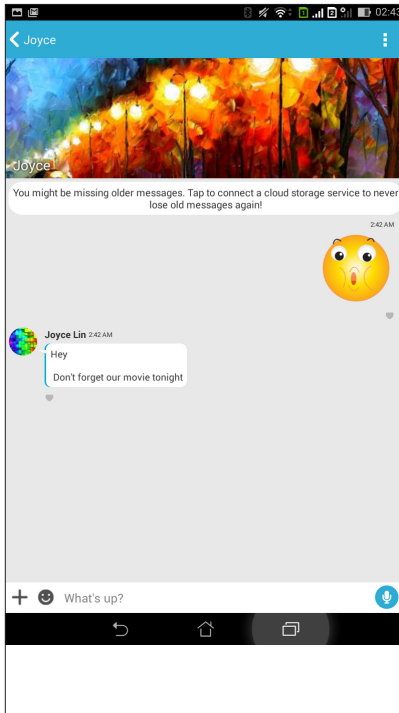 02:43
Joyce
Joyce
You might be missing older messages. Tap to connect a cloud storage service to never
lose old messages again!
2:42 AM
Joyce Lin 2:42 AM
Hey
Don't forget our movie tonight
What's up?